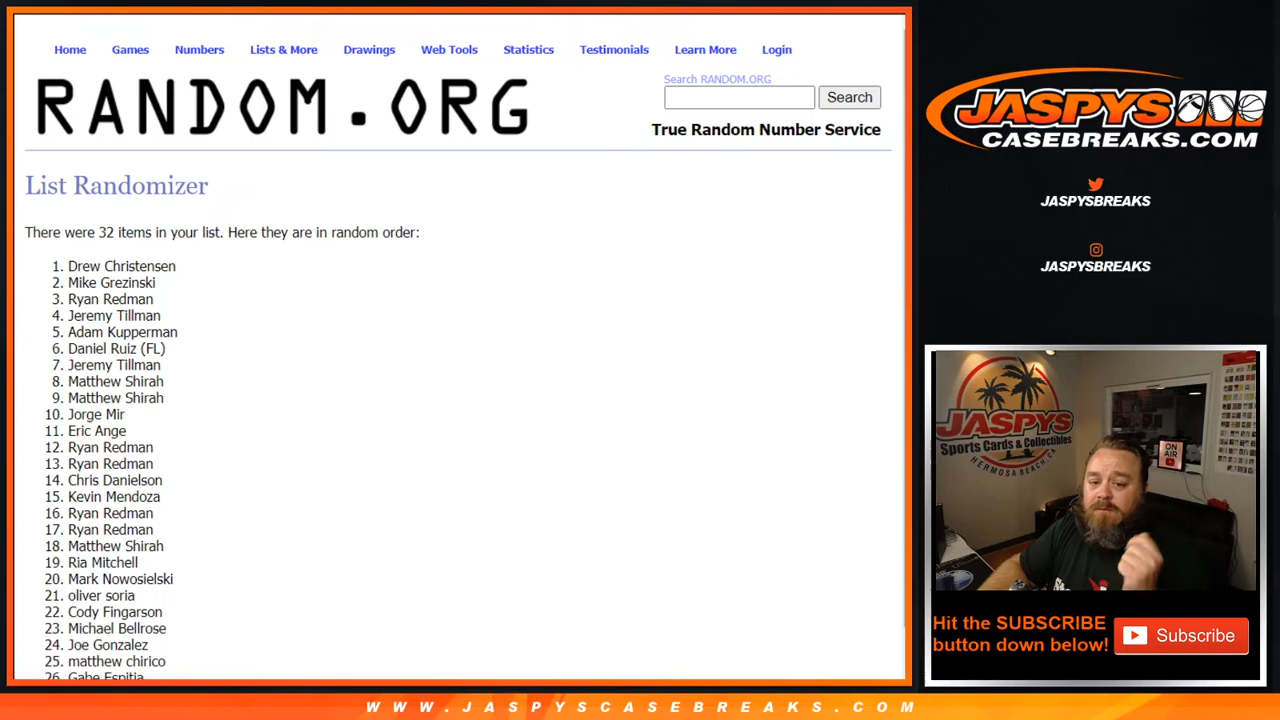 Home Games Numbers Lists & More Drawings Web Tools Statistics Testimonials Learn More Login
RANDOM.ORG
Search RANDOM.ORG
Search
True Random Number Service
List Randomizer
There were 32 items in your list. Here they are in random order:
1. Drew Christensen
2. Mike Grezinski
3. Ryan Redman
4. Jeremy Tillman
5. Adam Kupperman
6. Daniel Ruiz (FL)
7. Jeremy Tillman
8. Matthew Shirah
9. Matthew Shirah
10. Jorge Mir
11. Eric Ange
12. Ryan Redman
13. Ryan Redman
14. Chris Danielson
15. Kevin Mendoza
16. Ryan Redman
17. Ryan Redman
18. Matthew Shirah
19. Ria Mitchell
20. Mark Nowosielski
21. oliver soria
22. Cody Fingarson
23. Michael Bellrose
24. Joe Gonzalez
25. matthew chirico
26. Gabe Espitia
JASPYS
CASEBREAKS.COM
JASPYSBREAKS
JASPYSBREAKS
JASPYS
Sports Cards & Collectibles
HERMOSA BEACH, CA
ON
AIR
Hit the SUBSCRIBE
button down below!
Subscribe
WWW.JASPYSCASEBREAKS.COM